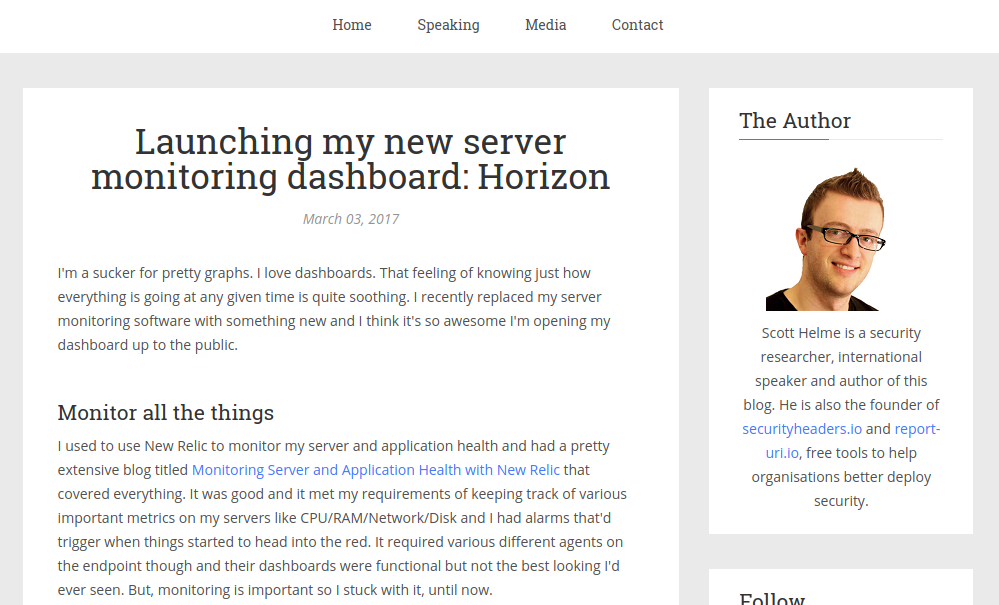 Home Speaking Media Contact
Launching my new server
monitoring dashboard: Horizon
March 03, 2017
I'm a sucker for pretty graphs. I love dashboards. That feeling of knowing just how
everything is going at any given time is quite soothing. I recently replaced my server
monitoring software with something new and I think it's so awesome I'm opening my
dashboard up to the public.
Monitor all the things
I used to use New Relic to monitor my server and application health and had a pretty
extensive blog titled Monitoring Server and Application Health with New Relic that
covered everything. It was good and it met my requirements of keeping track of various
important metrics on my servers like CPU/RAM/Network/Disk and I had alarms that'd
trigger when things started to head into the red. It required various different agents on
the endpoint though and their dashboards were functional but not the best looking I'd
ever seen. But, monitoring is important so I stuck with it, until now.
The Author
Scott Helme is a security
researcher, international
speaker and author of this
blog. He is also the founder of
securityheaders.io and report-
uri.io, free tools to help
organisations better deploy
security.
Follow